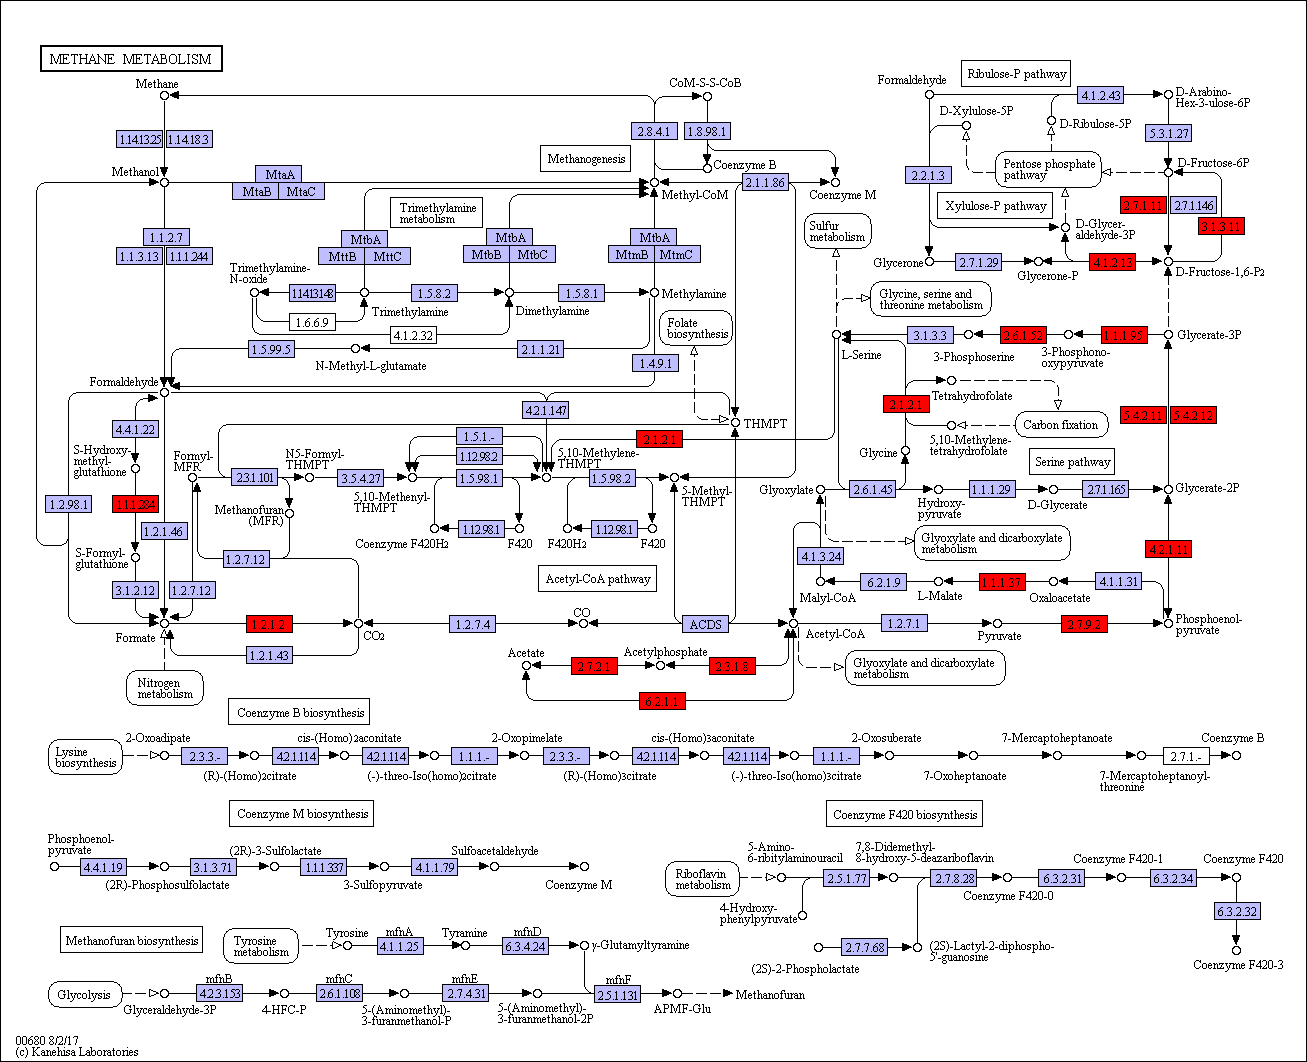 METHANE METABOLISM
Methane
CoM-S-S-CoB
Formaldehyde
Ribulose-P pathway
D-Arabino-
Hex-3-ulose-6P
4.1.2.43
D-Xylulose-5P
D-Ribulose-5P
1.14.13.25
1.14.18.3
2.8.4.1
1.8.98.1
5.3.1.27
Methanogenesis
Coenzyme B
Pentose phosphate
pathway
D-Fructose-6P
Methanol
MtaA
MtaB
MtaC
Methyl-CoM
2.1.1.86
Coenzyme M
2.2.1.3
Xylulose-P pathway
2.7.1.11
2.7.1.146
3.1.3.11
Trimethylamine
metabolism
Sulfur
metabolism
D-Glycer-
aldehyde-3P
1.1.2.7
1.1.3.13
1.1.1.244
MtbA
MttB
MttC
MtbA
MtbB
MtbC
MtbA
MtmB
MtmC
Glycerone
2.7.1.29
Glycerone-P
4.1.2.13
D-Fructose-1,6-P2
Trimethylamine-
N-oxide
1.14.13.148
Trimethylamine
1.5.8.2
Dimethylamine
1.5.8.1
Methylamine
Glycine, serine and
threonine metabolism
1.6.6.9
4.1.2.32
Folate
biosynthesis
1.5.99.5
N-Methyl-L-glutamate
2.1.1.21
1.4.9.1
L-Serine
3.1.3.3
3-Phosphoserine
2.6.1.52
3-Phosphono-
oxypyruvate
1.1.1.95
Glycerate-3P
Formaldehyde
4.2.1.147
THMPT
2.1.2.1
Tetrahydrofolate
Carbon fixation
5,10-Methylene-
tetrahydrofolate
5.4.2.11
5.4.2.12
4.4.1.22
S-Hydroxy-
methyl-
glutathione
Formyl-
MFR
N5-Formyl-
THMPT
1.5.1.-
1.12.98.2
2.1.2.1
5,10-Methylene-
THMPT
Glycine
Serine pathway
2.3.1.101
3.5.4.27
5,10-Methenyl-
THMPT
1.5.98.1
1.5.98.2
5-Methyl-
THMPT
Glyoxylate
2.6.1.45
Hydroxy-
pyruvate
1.1.1.29
D-Glycerate
2.7.1.165
Glycerate-2P
1.2.98.1
1.1.1.284
Methanofuran
(MFR)
1.2.1.46
Coenzyme F420H2
1.12.98.1
F420
F420H2
1.12.98.1
F420
Glyoxylate and dicarboxylate
metabolism
S-Formyl-
glutathione
1.2.7.12
4.1.3.24
4.2.1.11
Acetyl-CoA pathway
3.1.2.12
1.2.7.12
Malyl-CoA
6.2.1.9
L-Malate
1.1.1.37
Oxaloacetate
4.1.1.31
Formate
1.2.1.2
CO2
1.2.7.4
CO
ACDS
Acetyl-CoA
1.2.7.1
Pyruvate
2.7.9.2
Phosphoenol-
pyruvate
1.2.1.43
Acetate
2.7.2.1
Acetylphosphate
2.3.1.8
Glyoxylate and dicarboxylate
metabolism
Nitrogen
metabolism
6.2.1.1
Coenzyme B biosynthesis
Lysine
biosynthesis
2-Oxoadipate
2.3.3.-
(R)-(Homo)2citrate
4.2.1.114
cis-(Homo)2aconitate
4.2.1.114
(-)-threo-Iso(homo)2citrate
1.1.1.-
2-Oxopimelate
2.3.3.-
(R)-(Homo)3citrate
4.2.1.114
cis-(Homo)3aconitate
4.2.1.114
(-)-threo-Iso(homo)3citrate
1.1.1.-
2-Oxosuberate
7-Oxoheptanoate
7-Mercaptoheptanoate
7-Mercaptoheptanoyl-
threonine
2.7.1.-
Coenzyme B
Coenzyme M biosynthesis
Phosphoenol-
pyruvate
4.4.1.19
(2R)-Phosphosulfolactate
3.1.3.71
(2R)-3-Sulfolactate
1.1.1.337
3-Sulfopyruvate
4.1.1.79
Sulfoacetaldehyde
Coenzyme M
Coenzyme F420 biosynthesis
Riboflavin
metabolism
5-Amino-
6-ribitylaminouracil
2.5.1.77
7,8-Didemethyl-
8-hydroxy-5-deazariboflavin
2.7.8.28
Coenzyme F420-0
6.3.2.31
Coenzyme F420-1
6.3.2.34
Coenzyme F420
4-Hydroxy-
phenylpyruvate
6.3.2.32
(2S)-2-Phospholactate
2.7.7.68
(2S)-Lactyl-2-diphospho-
5'-guanosine
Coenzyme F420-3
Methanofuran biosynthesis
Tyrosine
metabolism
Tyrosine
mfnA
4.1.1.25
Tyramine
mfnD
6.3.4.24
γ-Glutamyltyramine
Glycolysis
Glyceraldehyde-3P
mfnB
4.2.3.153
4-HFC-P
mfnC
2.6.1.108
5-(Aminomethyl)-
3-furanmethanol-P
mfnE
2.7.4.31
5-(Aminomethyl)-
3-furanmethanol-2P
mfnF
2.5.1.131
APMF-Glu
Methanofuran
00680 8/2/17
(c) Kanehisa Laboratories